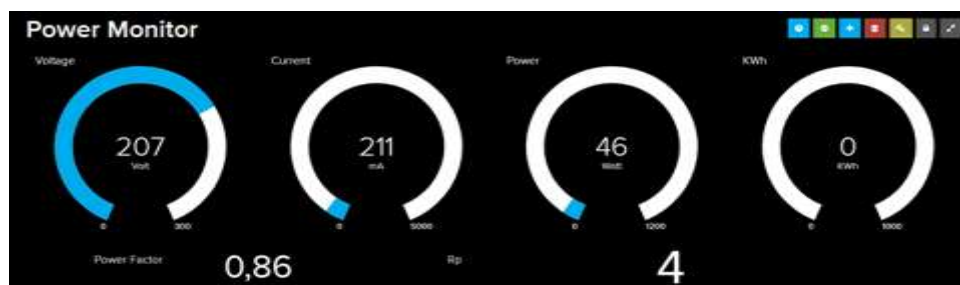 Power Monitor
Voltage Current Power KWh
207 211 46 0
Volt mA Watt KWh
0 300 0 5000 0 1200 0 1000
Power Factor 0,86 Rp 4